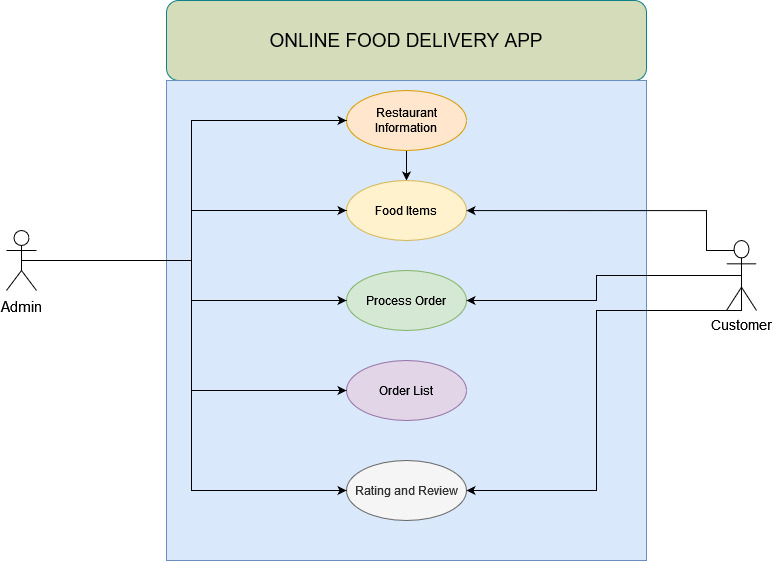 ONLINE FOOD DELIVERY APP
Restaurant
Information
Food Items
Process Order
Order List
Rating and Review
Admin
Customer